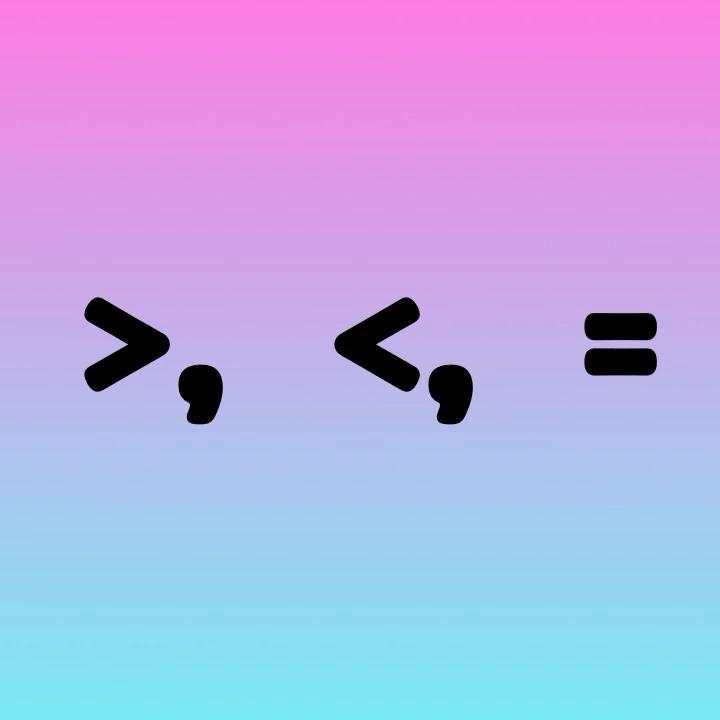 >, <, =